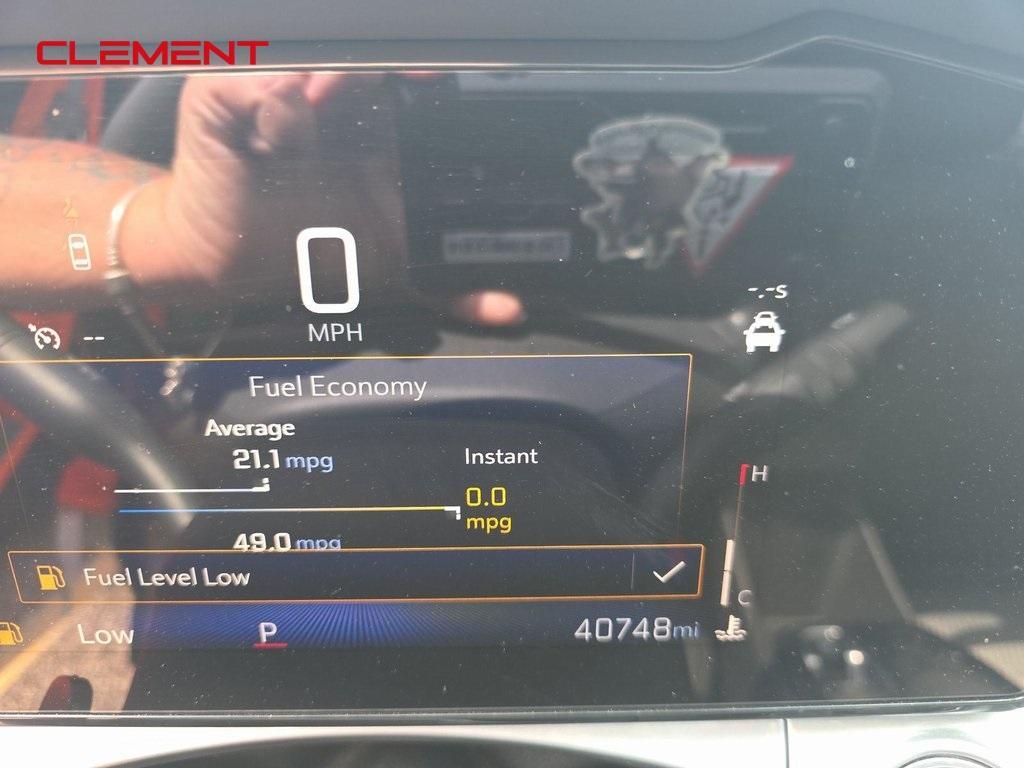 CLEMENT
0
MPH
-.-s
--
Fuel Economy
Average
21.1 mpg
Instant
0.0
mpg
49.0 mpg
H
Fuel Level Low
C
Low
P
40748mi